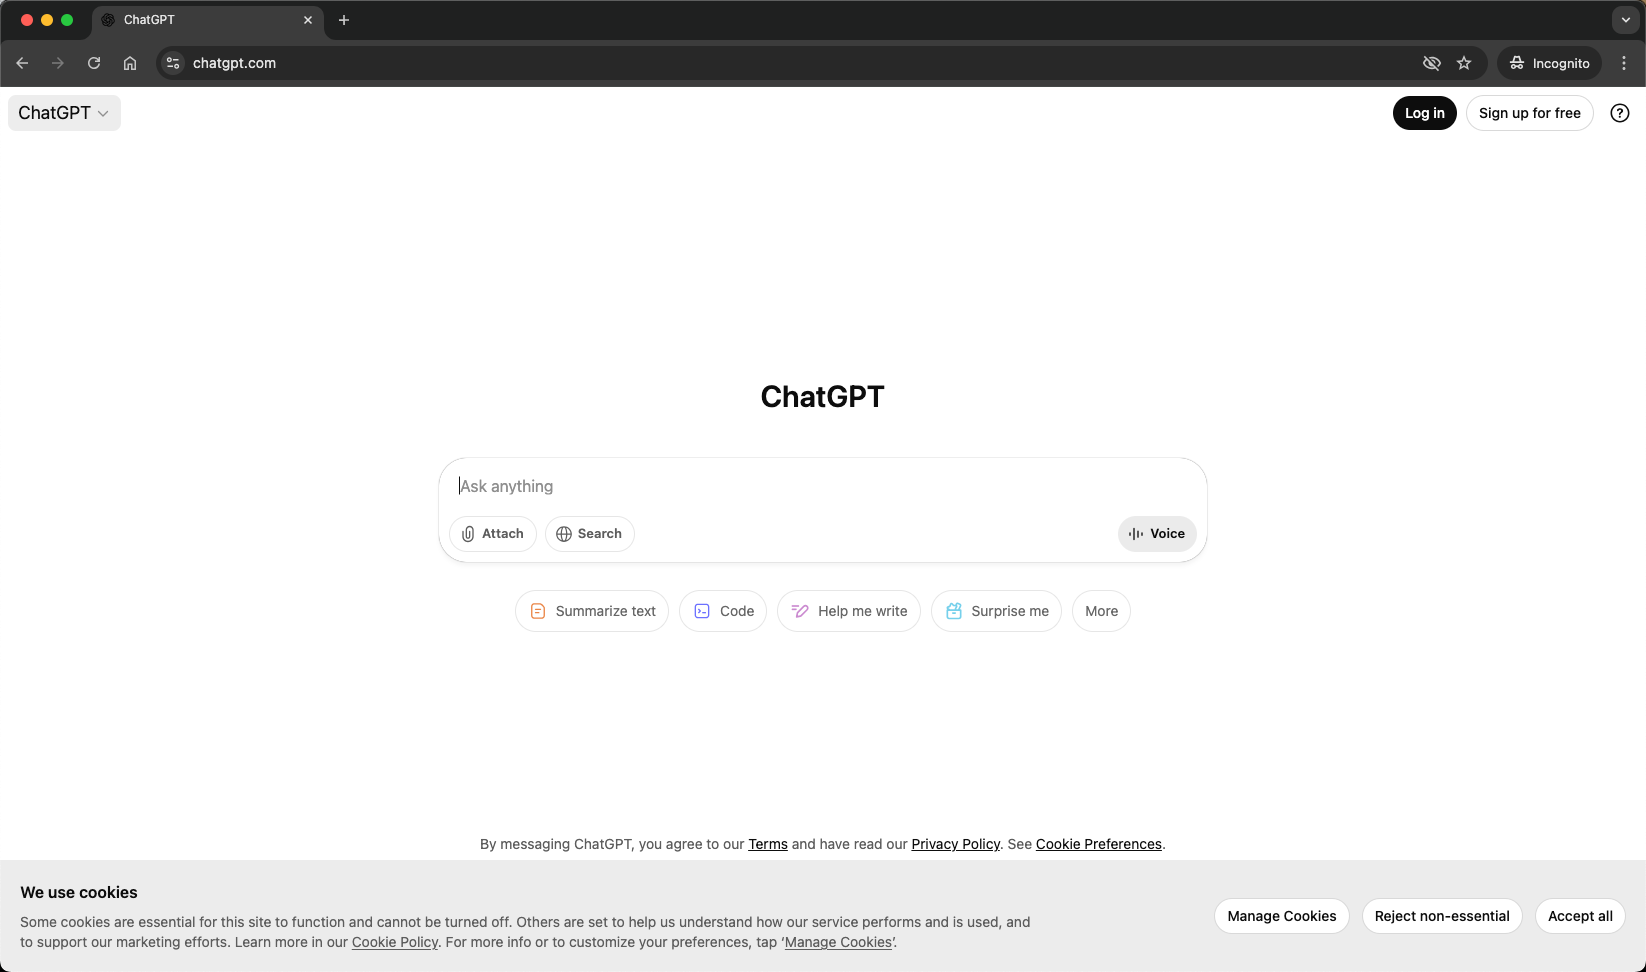 ChatGPT
chatgpt.com
Incognito
ChatGPT
Log in
Sign up for free
ChatGPT
Ask anything
Attach
Search
Voice
Summarize text
Code
Help me write
Surprise me
More
By messaging ChatGPT, you agree to our Terms and have read our Privacy Policy. See Cookie Preferences.
We use cookies
Some cookies are essential for this site to function and cannot be turned off. Others are set to help us understand how our service performs and is used, and
to support our marketing efforts. Learn more in our Cookie Policy. For more info or to customize your preferences, tap ‘Manage Cookies’.
Manage Cookies
Reject non-essential
Accept all